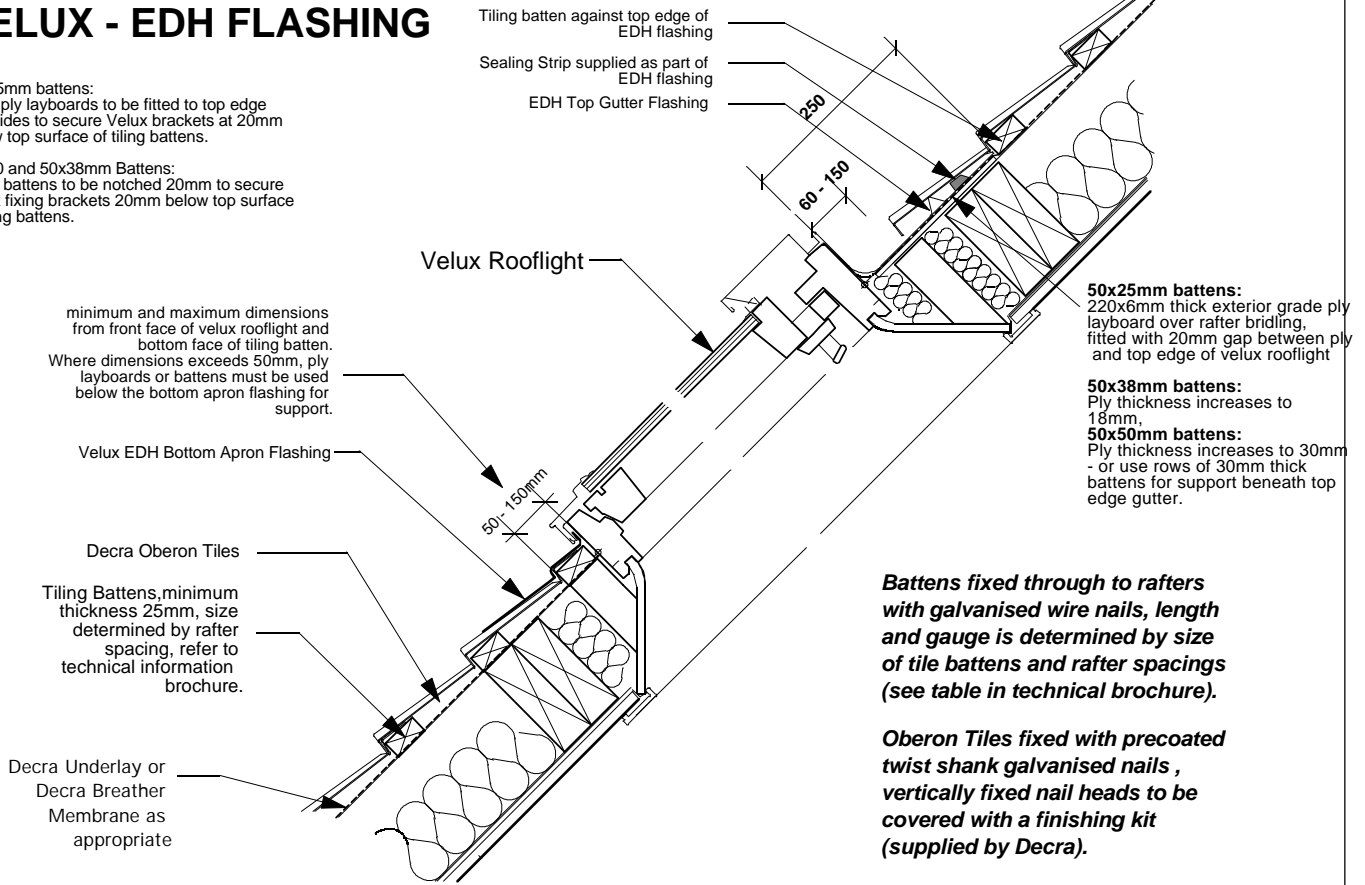 ELUX - EDH FLASHING
5mm battens:
ply layboards to be fitted to top edge
ides to secure Velux brackets at 20mm
top surface of tiling battens.
0 and 50x38mm Battens:
battens to be notched 20mm to secure
fixing brackets 20mm below top surface
ng battens.
Tiling batten against top edge of
EDH flashing
Sealing Strip supplied as part of
EDH flashing
EDH Top Gutter Flashing
250
60 - 150
Velux Rooflight
minimum and maximum dimensions
from front face of velux rooflight and
bottom face of tiling batten.
Where dimensions exceeds 50mm, ply
layboards or battens must be used
below the bottom apron flashing for
support.
Velux EDH Bottom Apron Flashing
50 - 150mm
Decra Oberon Tiles
Tiling Battens,minimum
thickness 25mm, size
determined by rafter
spacing, refer to
technical information
brochure.
Decra Underlay or
Decra Breather
Membrane as
appropriate
50x25mm battens:
220x6mm thick exterior grade ply
layboard over rafter bridling,
fitted with 20mm gap between ply
and top edge of velux rooflight
50x38mm battens:
Ply thickness increases to
18mm,
50x50mm battens:
Ply thickness increases to 30mm
- or use rows of 30mm thick
battens for support beneath top
edge gutter.
Battens fixed through to rafters
with galvanised wire nails, length
and gauge is determined by size
of tile battens and rafter spacings
(see table in technical brochure).
Oberon Tiles fixed with precoated
twist shank galvanised nails ,
vertically fixed nail heads to be
covered with a finishing kit
(supplied by Decra).